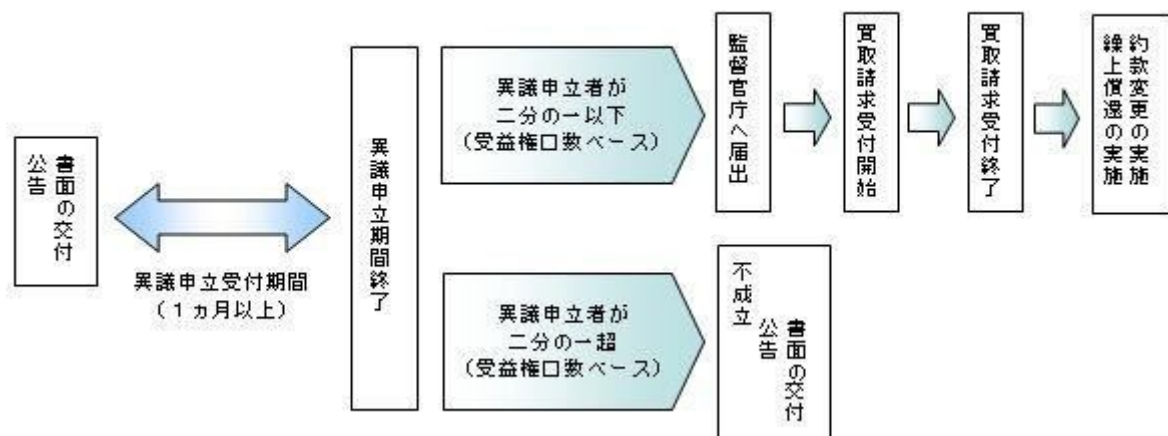 書面の交付
公告
異議申立受付期間
(1ヵ月以上)
異議申立期間終了
異議申立者が
二分の一以下
(受益権口数ベース)
監督官庁へ届出
買取請求受付開始
買取請求受付終了
約款変更の実施
繰上償還の実施
異議申立者が
二分の一超
(受益権口数ベース)
不成立
書面の交付
公告